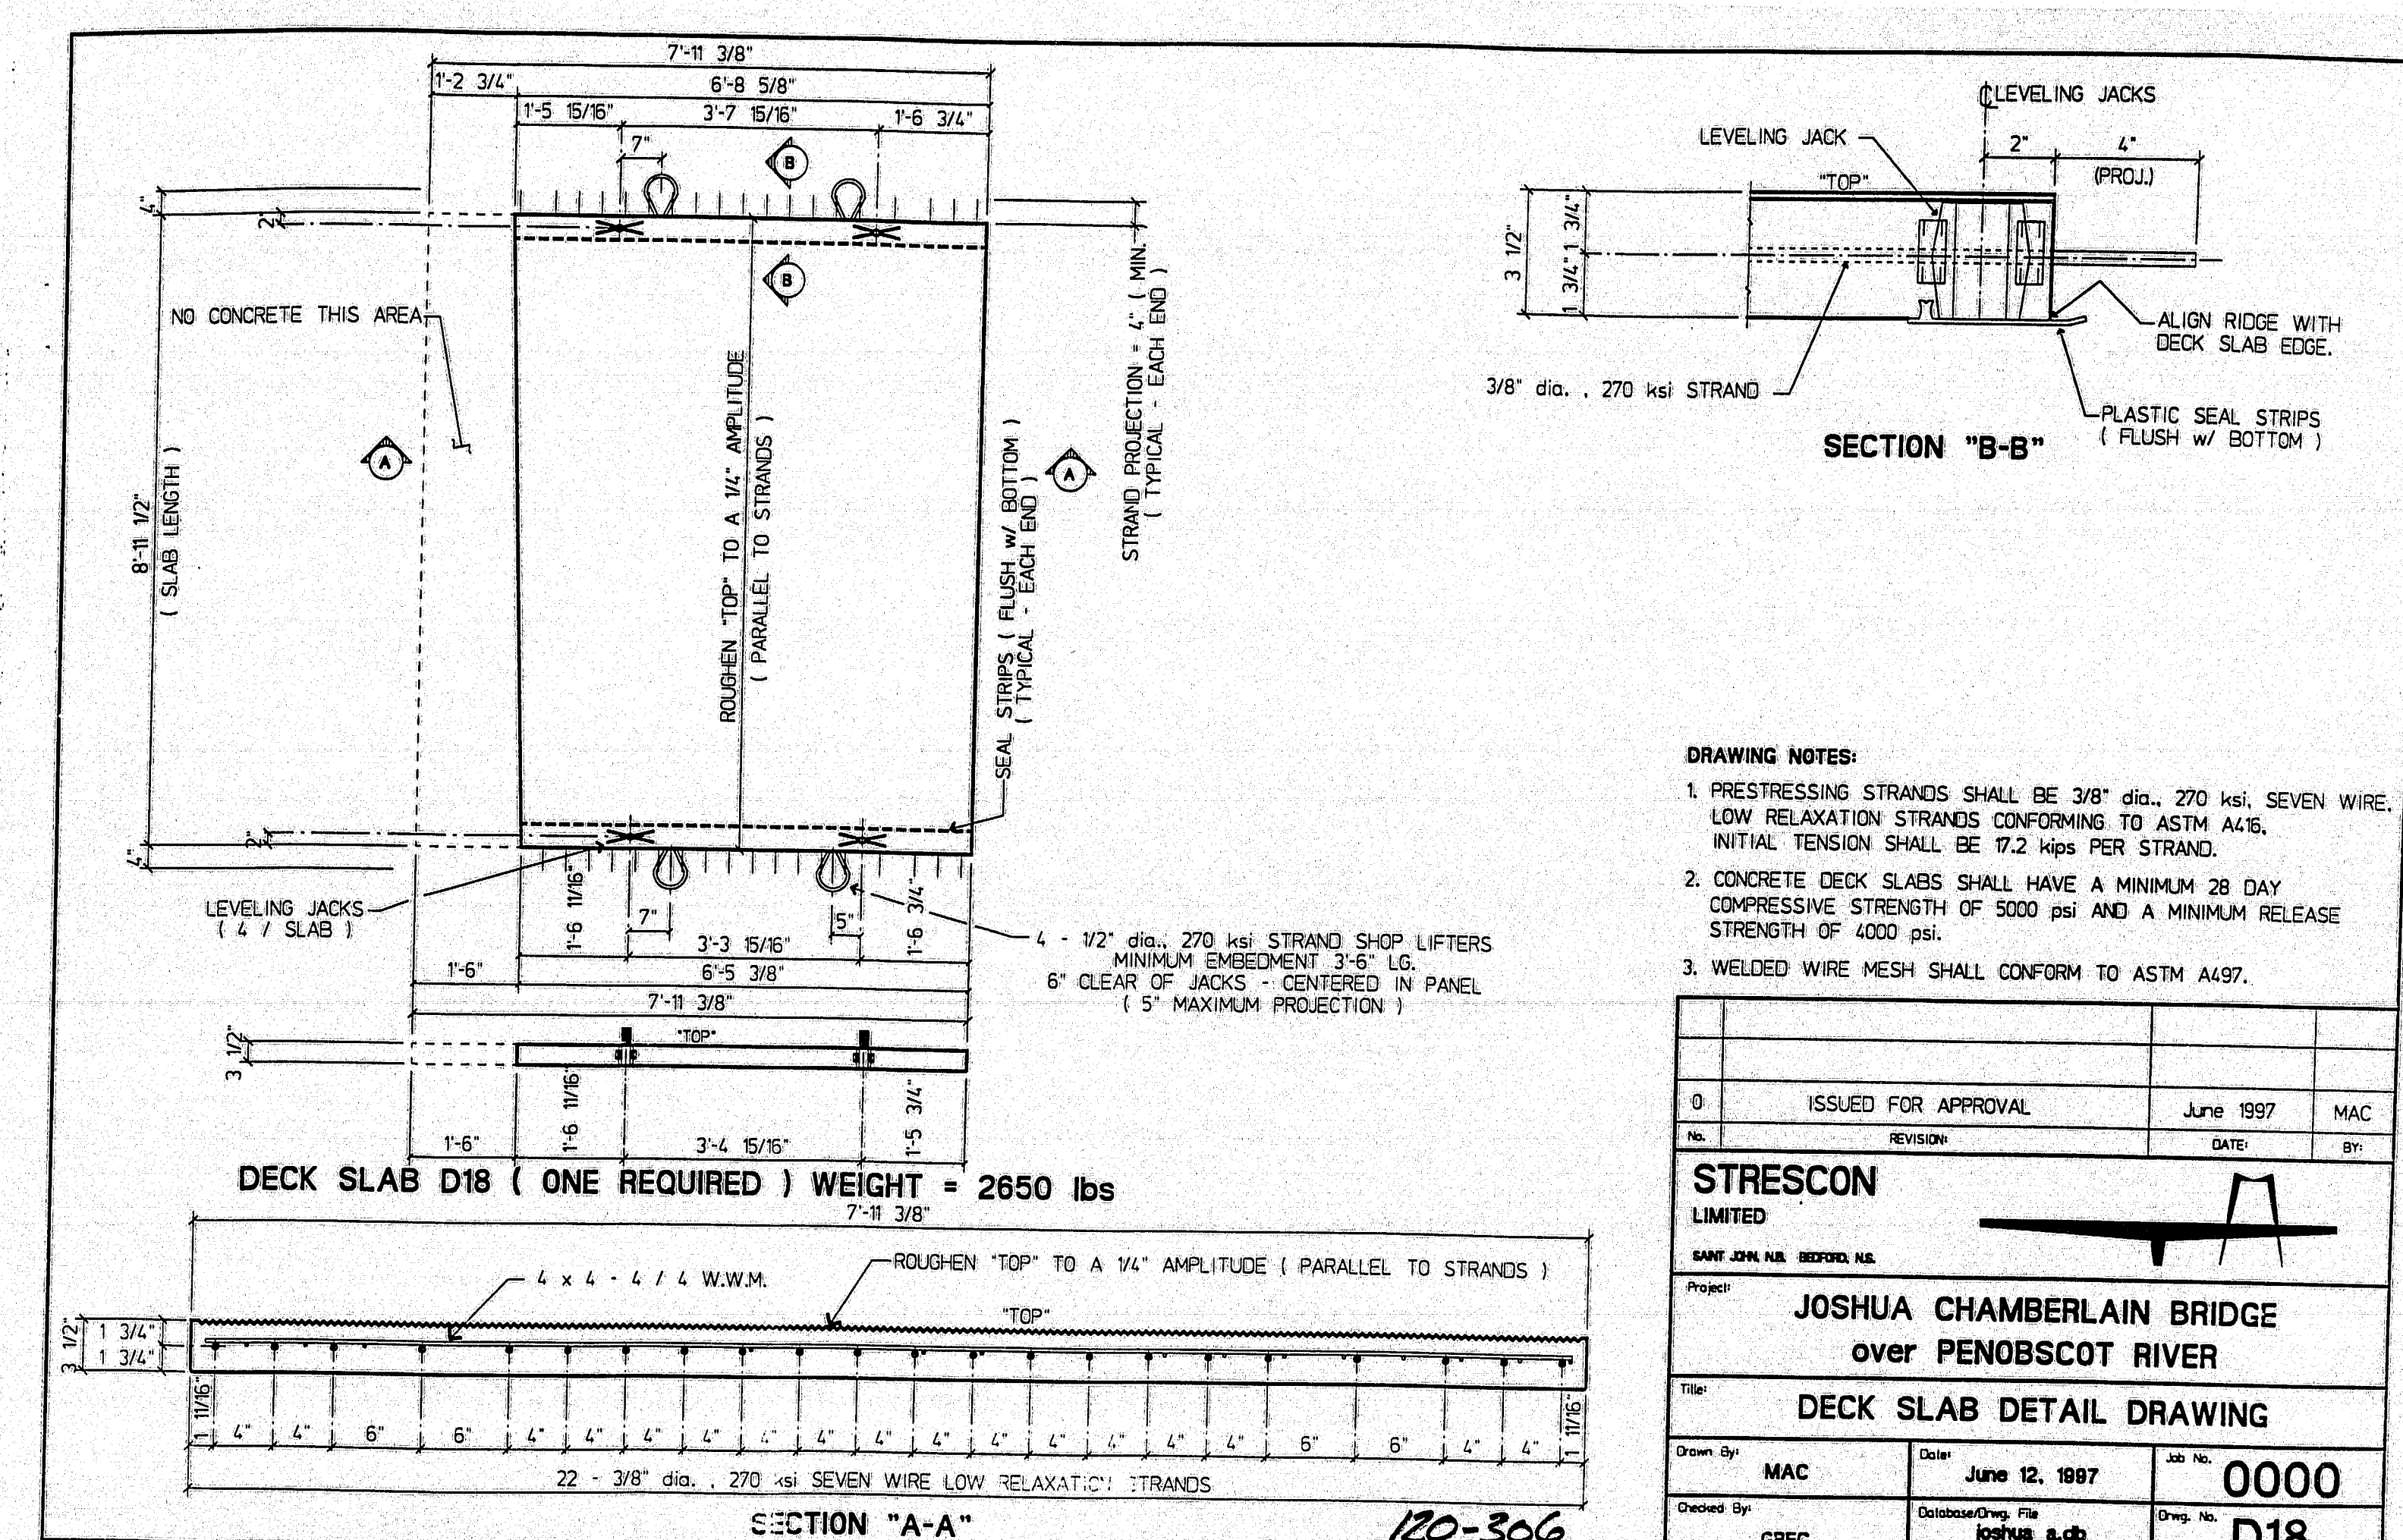 7'-11 3/8"
1'-2 3/4"
6'-8 5/8"
1'-5 15/16"
3'-7 15/16"
1'-6 3/4"
7"
B
4"
2"
B
NO CONCRETE THIS AREA
A
8'-11 1/2"
( SLAB LENGTH )
ROUGHEN "TOP" TO A 1/4" AMPLITUDE
( PARALLEL TO STRANDS )
SEAL STRIPS ( FLUSH w/ BOTTOM )
( TYPICAL - EACH END )
A
STRAND PROJECTION = 4" ( MIN. )
( TYPICAL - EACH END )
2"
4"
LEVELING JACKS
( 4 / SLAB )
1'-6 11/16"
7"
5"
1'-6 3/4"
3'-3 15/16"
1'-6"
6'-5 3/8"
7'-11 3/8"
4 - 1/2" dia., 270 ksi STRAND SHOP LIFTERS
MINIMUM EMBEDMENT 3'-6" LG.
6" CLEAR OF JACKS - CENTERED IN PANEL
( 5" MAXIMUM PROJECTION )
"TOP"
3 1/2"
1'-6"
1'-6 11/16"
3'-4 15/16"
1'-5 3/4"
DECK SLAB D18 ( ONE REQUIRED ) WEIGHT = 2650 lbs
7'-11 3/8"
4 x 4 - 4 / 4 W.W.M.
ROUGHEN "TOP" TO A 1/4" AMPLITUDE ( PARALLEL TO STRANDS )
"TOP"
3 1/2"
1 3/4"
1 3/4"
1 11/16" 4" 4" 6" 6" 4" 4" 4" 4" 4" 4" 4" 4" 4" 4" 4" 4" 4" 6" 6" 4" 4" 1 11/16"
22 - 3/8" dia. , 270 ksi SEVEN WIRE LOW RELAXATION STRANDS
SECTION "A-A"
120-306
℄ LEVELING JACKS
LEVELING JACK
2"
4"
(PROJ.)
"TOP"
3 1/2"
1 3/4"
1 3/4"
ALIGN RIDGE WITH
DECK SLAB EDGE.
3/8" dia. , 270 ksi STRAND
PLASTIC SEAL STRIPS
( FLUSH w/ BOTTOM )
SECTION "B-B"
DRAWING NOTES:
1. PRESTRESSING STRANDS SHALL BE 3/8" dia., 270 ksi, SEVEN WIRE,
LOW RELAXATION STRANDS CONFORMING TO ASTM A416,
INITIAL TENSION SHALL BE 17.2 kips PER STRAND.
2. CONCRETE DECK SLABS SHALL HAVE A MINIMUM 28 DAY
COMPRESSIVE STRENGTH OF 5000 psi AND A MINIMUM RELEASE
STRENGTH OF 4000 psi.
3. WELDED WIRE MESH SHALL CONFORM TO ASTM A497.
0 ISSUED FOR APPROVAL June 1997 MAC
No. REVISION: DATE: BY:
STRESCON
LIMITED
SAINT JOHN, N.B. BEDFORD, N.S.
Project:
JOSHUA CHAMBERLAIN BRIDGE
over PENOBSCOT RIVER
Title:
DECK SLAB DETAIL DRAWING
Drawn By: MAC
Date: June 12, 1997
Job No. 0000
Checked By: GREG
Database/Drwg. File joshua_a.db
Drwg. No. D18